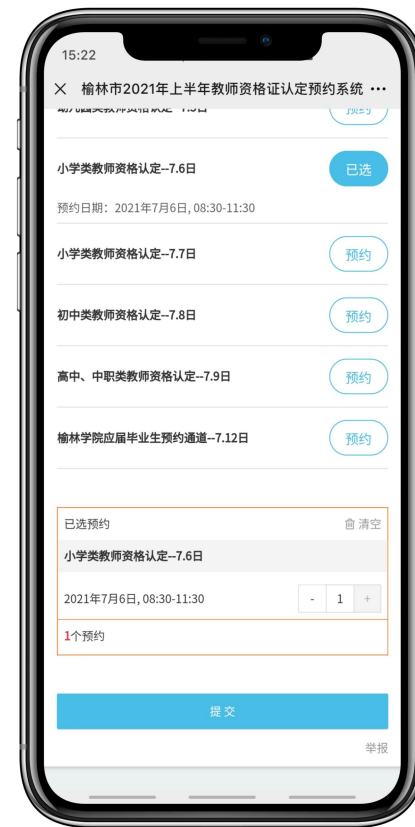 15:22
× 榆林市2021年上半年教师资格证认定预约系统 •••
小学类教师资格认定--7.6日 已选
预约日期：2021年7月6日, 08:30-11:30
小学类教师资格认定--7.7日 预约
初中类教师资格认定--7.8日 预约
高中、中职类教师资格认定--7.9日 预约
榆林学院应届毕业生预约通道--7.12日 预约
已选预约 清空
小学类教师资格认定--7.6日
2021年7月6日, 08:30-11:30 - 1 +
1个预约
提交
举报